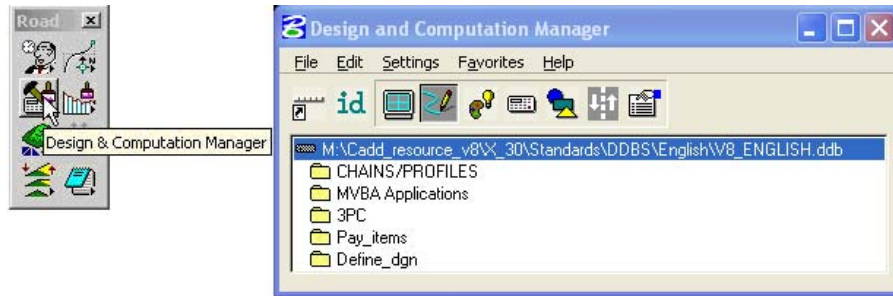 Road
Design & Computation Manager
Design and Computation Manager
File Edit Settings Favorites Help
id
M:\Cadd_resource_v8\X_30\Standards\DDBS\English\V8_ENGLISH.ddb
CHAINS/PROFILES
MVBA Applications
3PC
Pay_items
Define_dgn